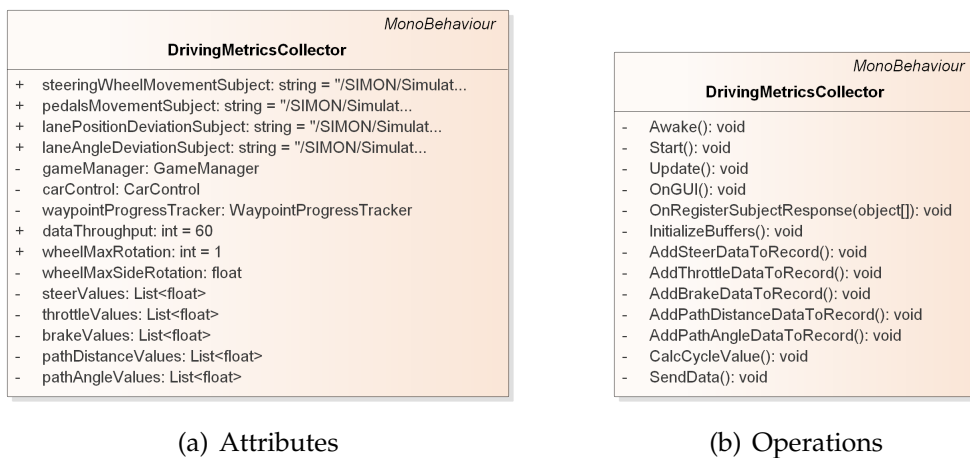 MonoBehaviour
DrivingMetricsCollector
+ steeringWheelMovementSubject: string = "/SIMON/Simulat...
+ pedalsMovementSubject: string = "/SIMON/Simulat...
+ lanePositionDeviationSubject: string = "/SIMON/Simulat...
+ laneAngleDeviationSubject: string = "/SIMON/Simulat...
- gameManager: GameManager
- carControl: CarControl
- waypointProgressTracker: WaypointProgressTracker
+ dataThroughput: int = 60
+ wheelMaxRotation: int = 1
- wheelMaxSideRotation: float
- steerValues: List<float>
- throttleValues: List<float>
- brakeValues: List<float>
- pathDistanceValues: List<float>
- pathAngleValues: List<float>
(a) Attributes
MonoBehaviour
DrivingMetricsCollector
- Awake(): void
- Start(): void
- Update(): void
- OnGUI(): void
- OnRegisterSubjectResponse(object[]): void
- InitializeBuffers(): void
- AddSteerDataToRecord(): void
- AddThrottleDataToRecord(): void
- AddBrakeDataToRecord(): void
- AddPathDistanceDataToRecord(): void
- AddPathAngleDataToRecord(): void
- CalcCycleValue(): void
- SendData(): void
(b) Operations